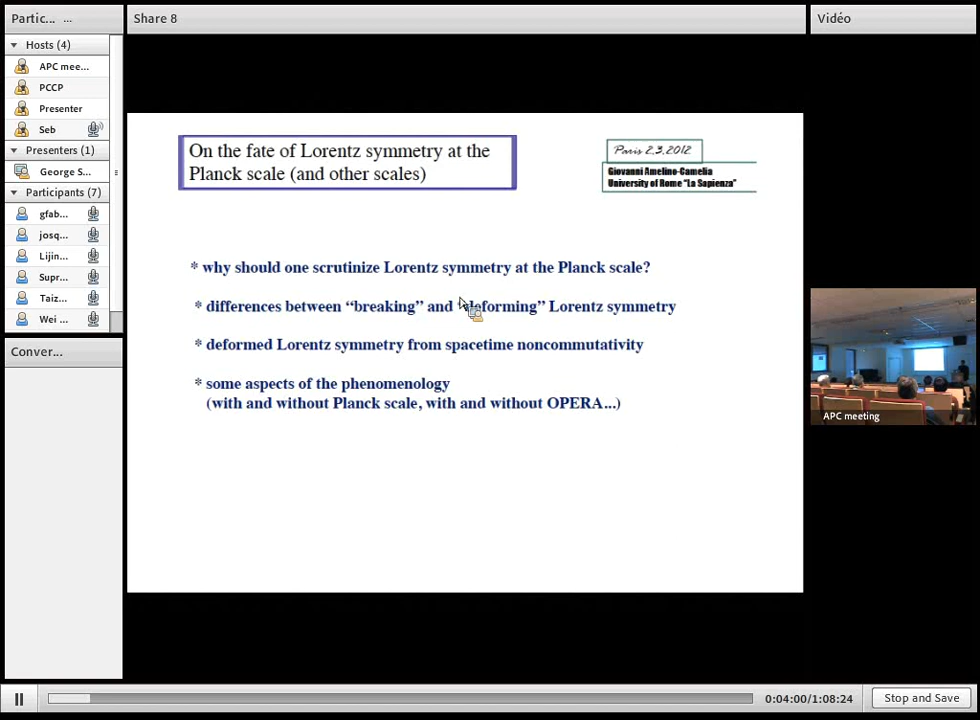 Partic... ...
Share 8
Vidéo
Hosts (4)
APC mee...
PCCP
Presenter
Seb
Presenters (1)
George S...
Participants (7)
gfab...
josq...
Lijin...
Supr...
Taiz...
Wei ...
Conver...
On the fate of Lorentz symmetry at the
Planck scale (and other scales)
Paris 2.3.2012
Giovanni Amelino-Camelia
University of Rome "La Sapienza"
* why should one scrutinize Lorentz symmetry at the Planck scale?
* differences between “breaking” and “deforming” Lorentz symmetry
* deformed Lorentz symmetry from spacetime noncommutativity
* some aspects of the phenomenology
(with and without Planck scale, with and without OPERA...)
APC meeting
0:04:00/1:08:24
Stop and Save